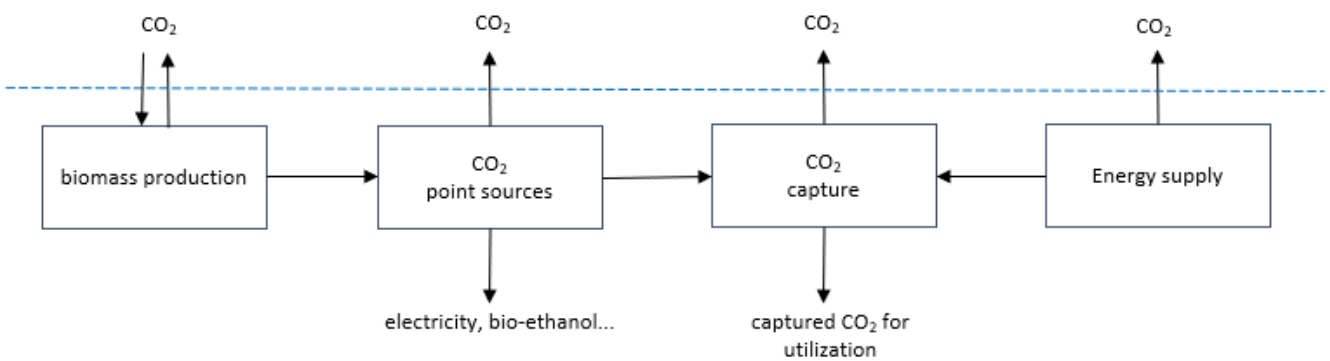 CO₂
CO₂
CO₂
CO₂
biomass production
CO₂
point sources
CO₂
capture
Energy supply
electricity, bio-ethanol...
captured CO₂ for
utilization